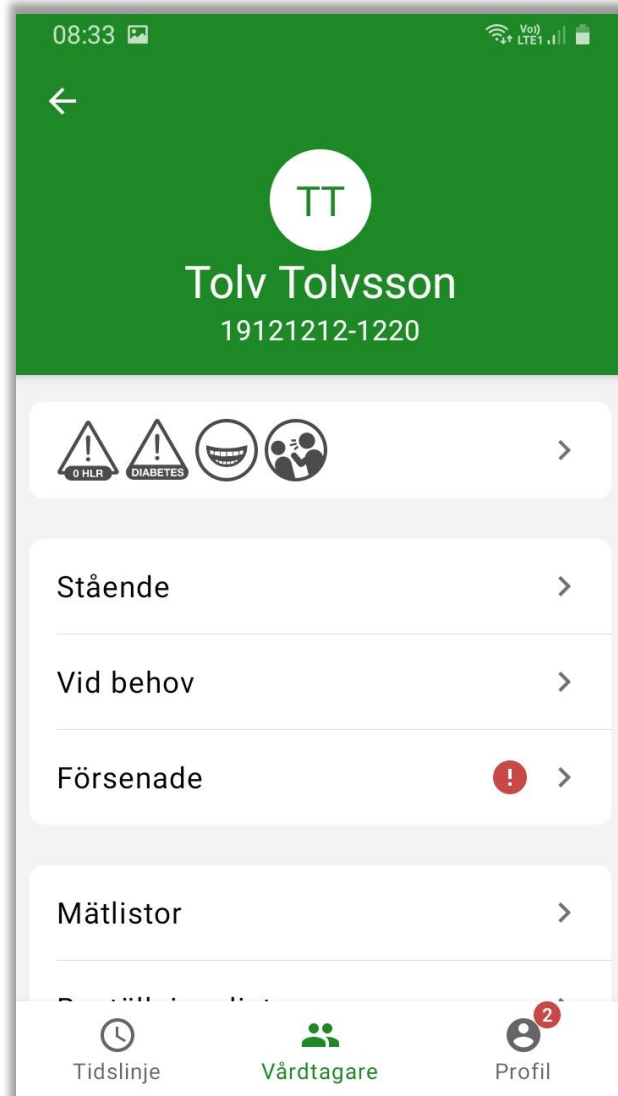 08:33
Vo))
LTE1
TT
Tolv Tolvsson
19121212-1220
0 HLR
DIABETES
Stående
Vid behov
Försenade
!
Mätlistor
2
Tidslinje
Vårdtagare
Profil